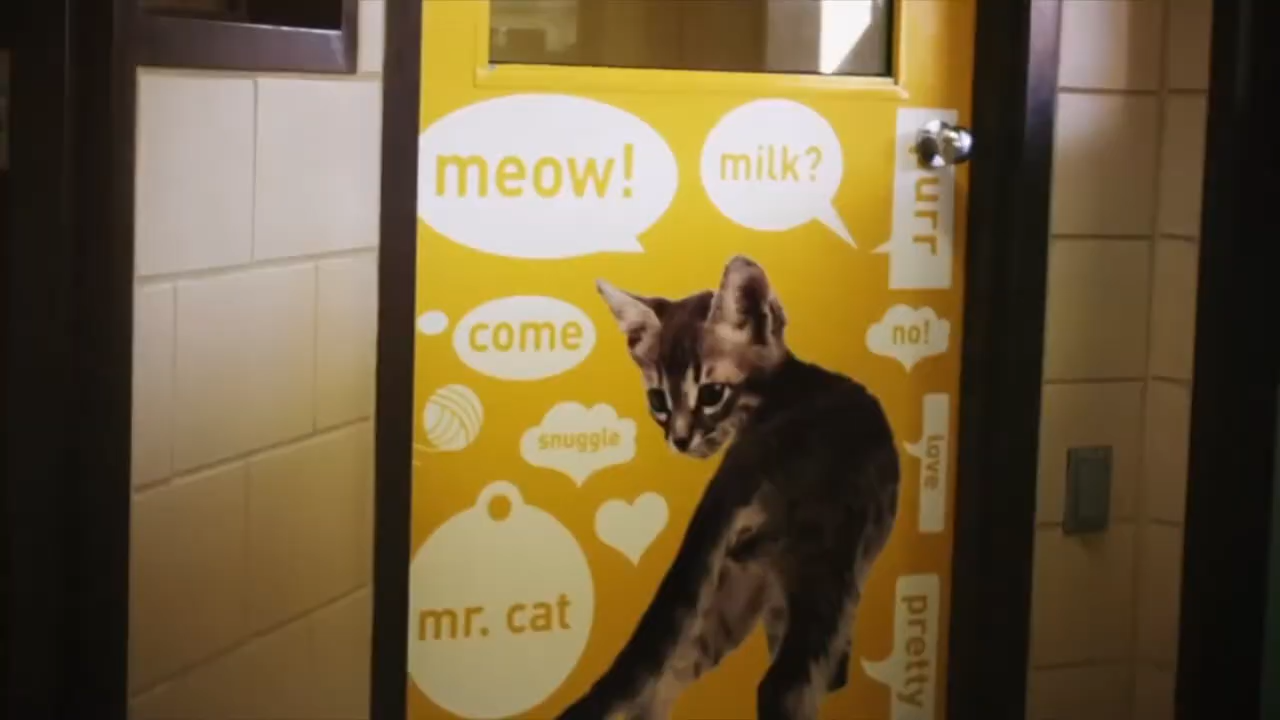 meow!
milk?
purr
come
no!
snuggle
love
mr. cat
pretty